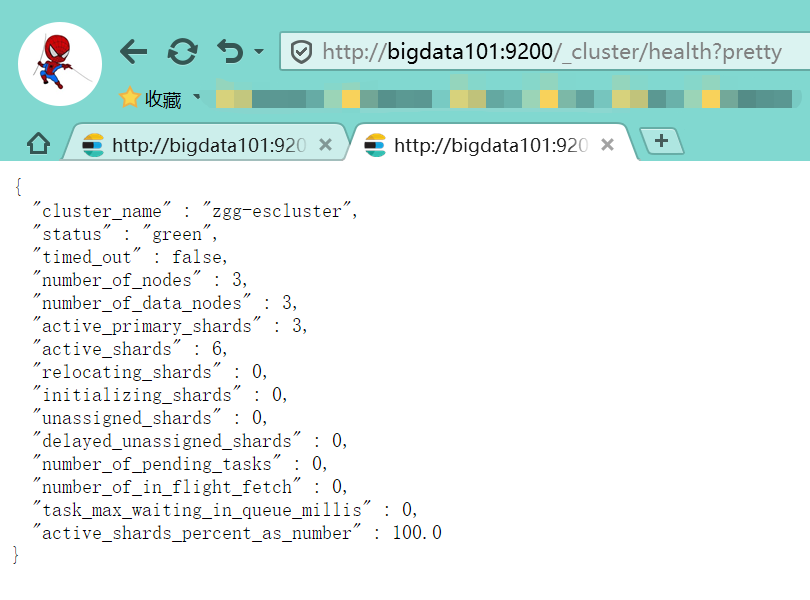 http://bigdata101:9200/_cluster/health?pretty
收藏
http://bigdata101:920
http://bigdata101:920
{
"cluster_name" : "zgg-escluster",
"status" : "green",
"timed_out" : false,
"number_of_nodes" : 3,
"number_of_data_nodes" : 3,
"active_primary_shards" : 3,
"active_shards" : 6,
"relocating_shards" : 0,
"initializing_shards" : 0,
"unassigned_shards" : 0,
"delayed_unassigned_shards" : 0,
"number_of_pending_tasks" : 0,
"number_of_in_flight_fetch" : 0,
"task_max_waiting_in_queue_millis" : 0,
"active_shards_percent_as_number" : 100.0
}